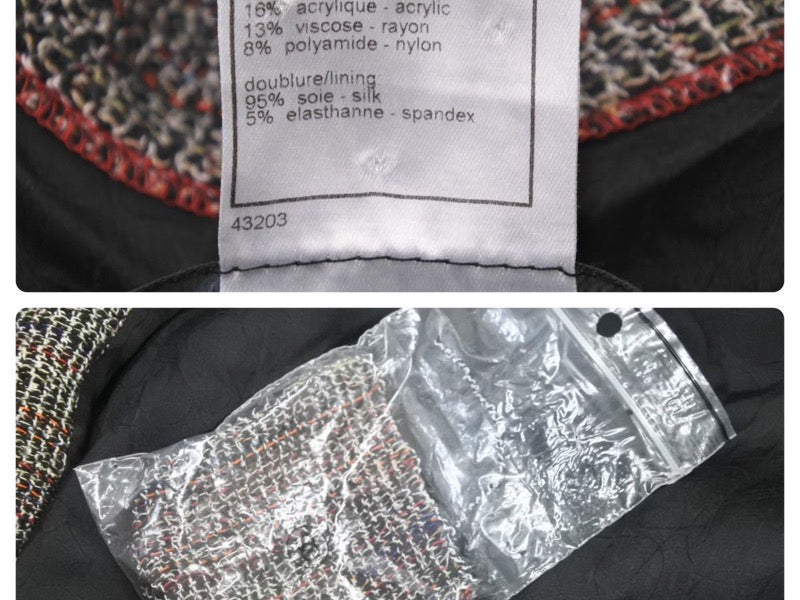 16% acrylique - acrylic
13% viscose - rayon
8% polyamide - nylon
doublure/lining:
95% soie - silk
5% elasthanne - spandex
43203